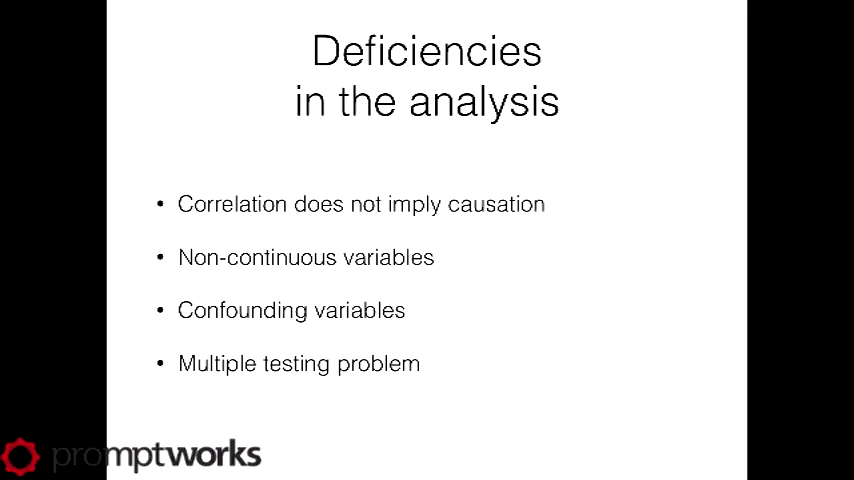 Deficiencies
in the analysis
• Correlation does not imply causation
• Non-continuous variables
• Confounding variables
• Multiple testing problem
promptworks